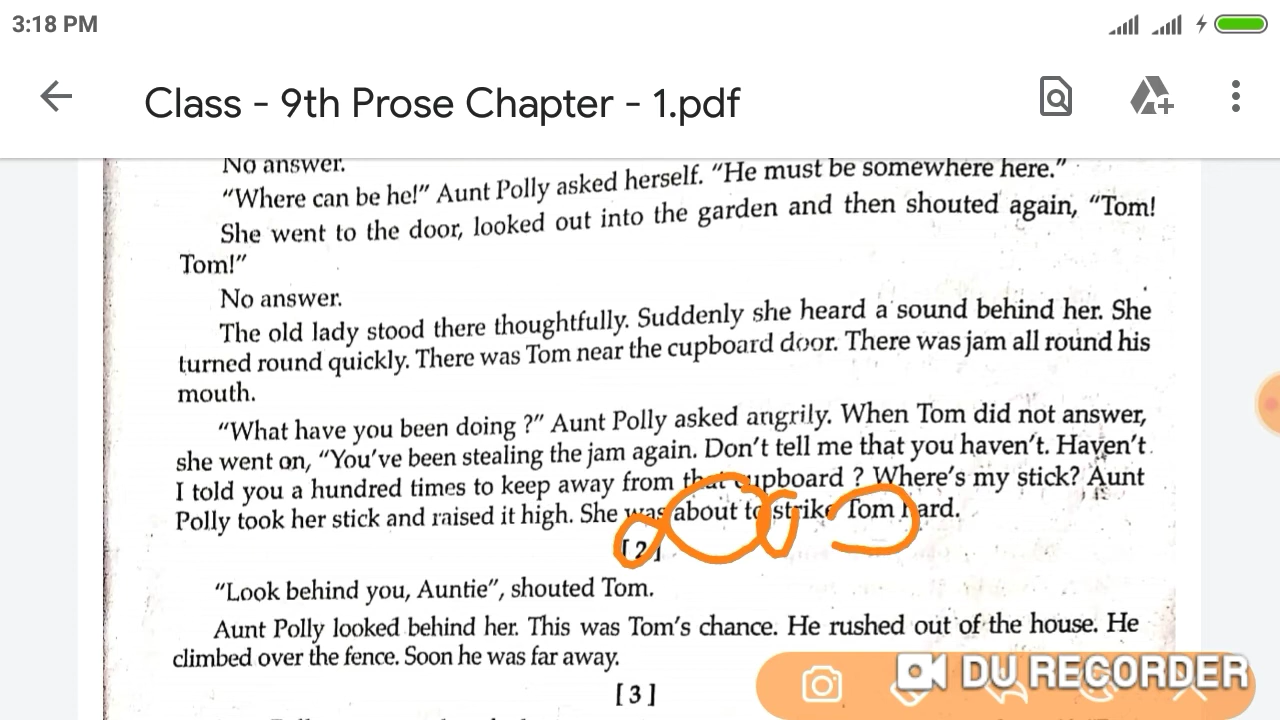 3:18 PM
Class - 9th Prose Chapter - 1.pdf
No answer.
"Where can be he!" Aunt Polly asked herself. "He must be somewhere here."
She went to the door, looked out into the garden and then shouted again, "Tom!
Tom!"
No answer.
The old lady stood there thoughtfully. Suddenly she heard a sound behind her. She
turned round quickly. There was Tom near the cupboard door. There was jam all round his
mouth.
"What have you been doing ?" Aunt Polly asked angrily. When Tom did not answer,
she went on, "You've been stealing the jam again. Don't tell me that you haven't. Haven't
I told you a hundred times to keep away from that cupboard ? Where's my stick? Aunt
Polly took her stick and raised it high. She was about to strike Tom hard.
[2]
"Look behind you, Auntie", shouted Tom.
Aunt Polly looked behind her. This was Tom's chance. He rushed out of the house. He
climbed over the fence. Soon he was far away.
DU RECORDER
[3]